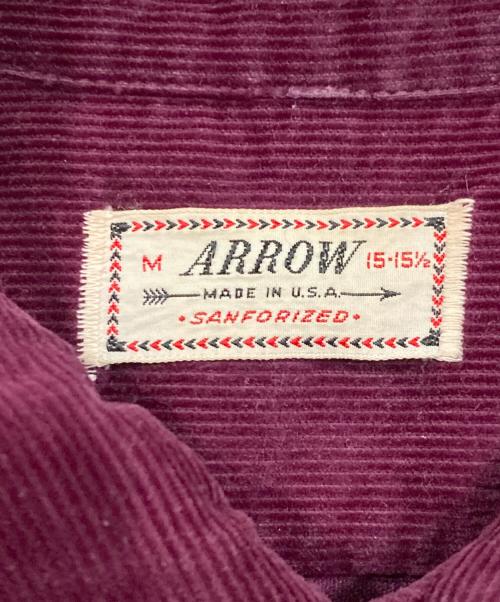 M ARROW 15·15½
MADE IN U.S.A.
•SANFORIZED•